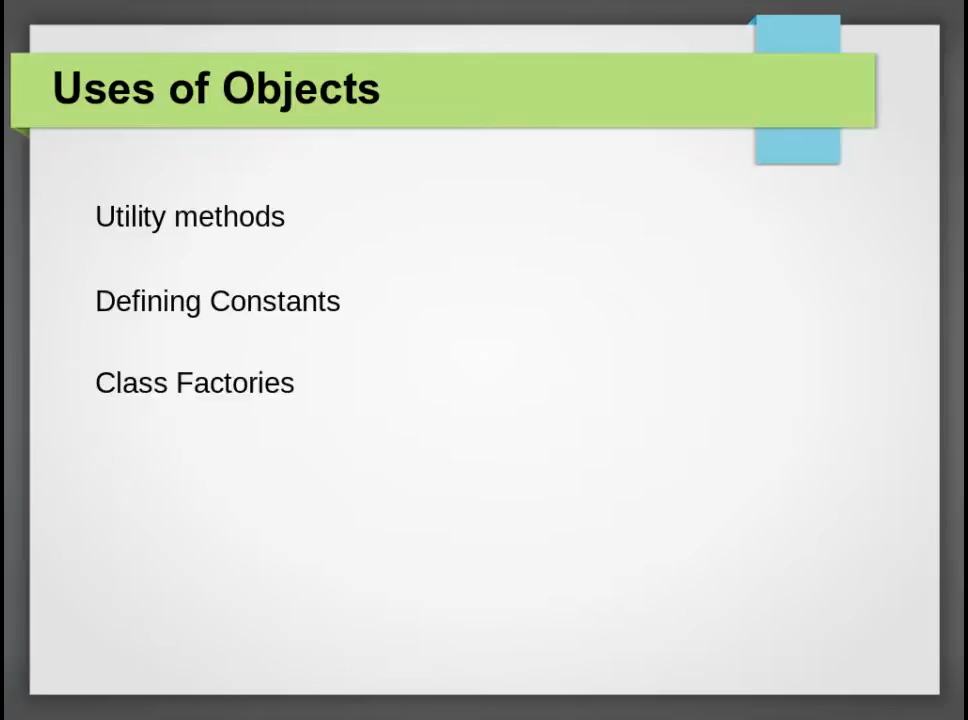 Uses of Objects
Utility methods
Defining Constants
Class Factories